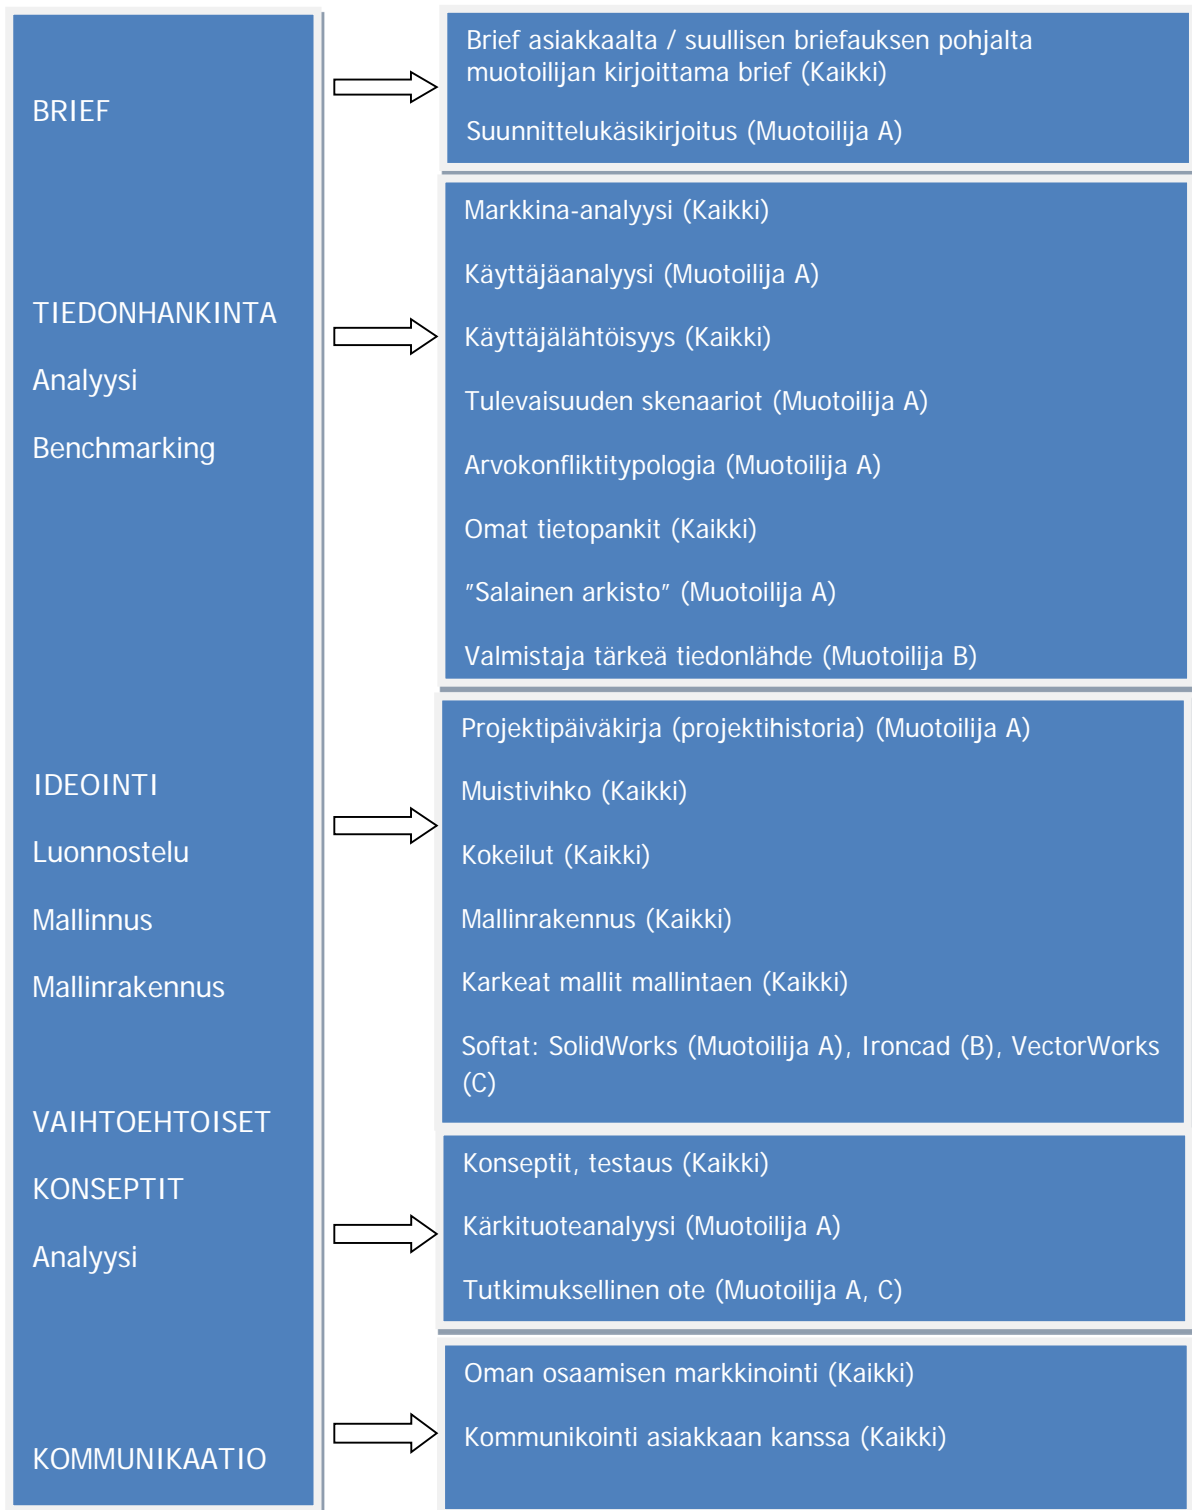 BRIEF
Brief asiakkaalta / suullisen briefauksen pohjalta
muotoilijan kirjoittama brief (Kaikki)
Suunnittelukäsikirjoitus (Muotoilija A)
TIEDONHANKINTA
Analyysi
Benchmarking
Markkina-analyysi (Kaikki)
Käyttäjäanalyysi (Muotoilija A)
Käyttäjälähtöisyys (Kaikki)
Tulevaisuuden skenaariot (Muotoilija A)
Arvokonfliktitypologia (Muotoilija A)
Omat tietopankit (Kaikki)
”Salainen arkisto” (Muotoilija A)
Valmistaja tärkeä tiedonlähde (Muotoilija B)
IDEOINTI
Luonnostelu
Mallinnus
Mallinrakennus
Projektipäiväkirja (projektihistoria) (Muotoilija A)
Muistivihko (Kaikki)
Kokeilut (Kaikki)
Mallinrakennus (Kaikki)
Karkeat mallit mallintaen (Kaikki)
Softat: SolidWorks (Muotoilija A), Ironcad (B), VectorWorks
(C)
VAIHTOEHTOISET
KONSEPTIT
Analyysi
Konseptit, testaus (Kaikki)
Kärkituoteanalyysi (Muotoilija A)
Tutkimuksellinen ote (Muotoilija A, C)
KOMMUNIKAATIO
Oman osaamisen markkinointi (Kaikki)
Kommunikointi asiakkaan kanssa (Kaikki)